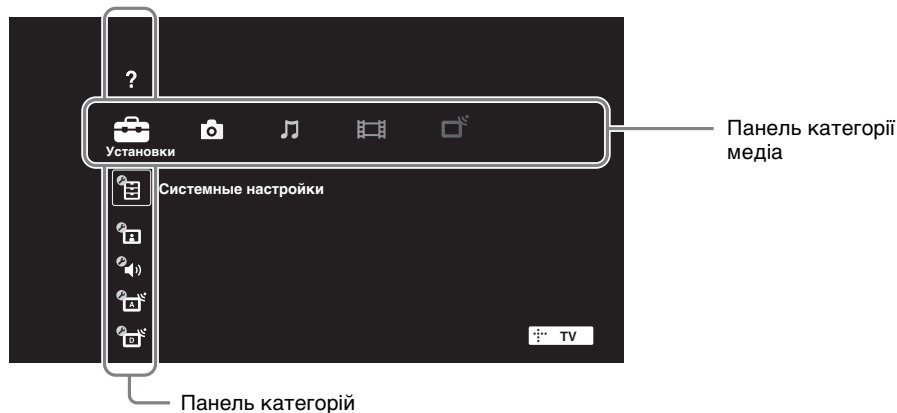 ?
Установки
Панель категорії
медіа
Системные настройки
A
D
TV
Панель категорій